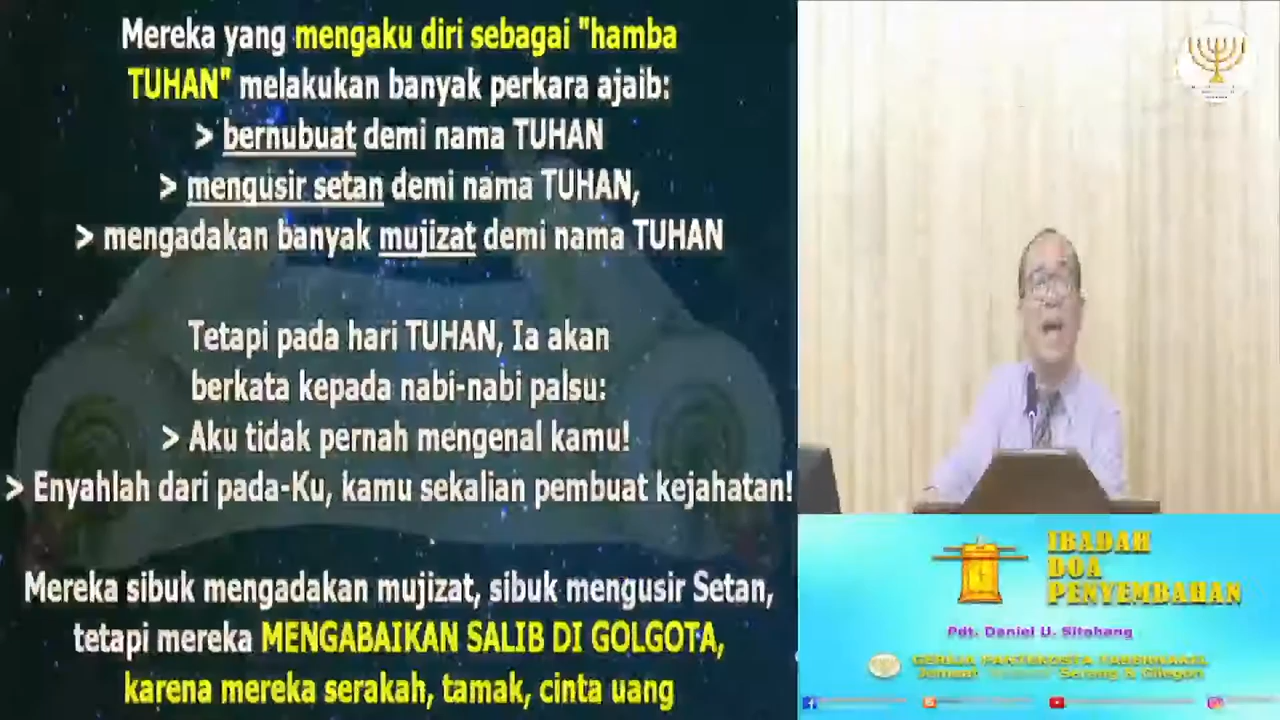 Mereka yang mengaku diri sebagai "hamba
TUHAN" melakukan banyak perkara ajaib:
> bernubuat demi nama TUHAN
> mengusir setan demi nama TUHAN,
> mengadakan banyak mujizat demi nama TUHAN
Tetapi pada hari TUHAN, Ia akan
berkata kepada nabi-nabi palsu:
> Aku tidak pernah mengenal kamu!
> Enyahlah dari pada-Ku, kamu sekalian pembuat kejahatan!
Mereka sibuk mengadakan mujizat, sibuk mengusir Setan,
tetapi mereka MENGABAIKAN SALIB DI GOLGOTA,
karena mereka serakah, tamak, cinta uang
IBADAH
DOA
PENYEMBAHAN
Pdt. Daniel U. Sitohang
GEREJA PANTEKOSTA TABERNAKEL
Serang & Cilegon